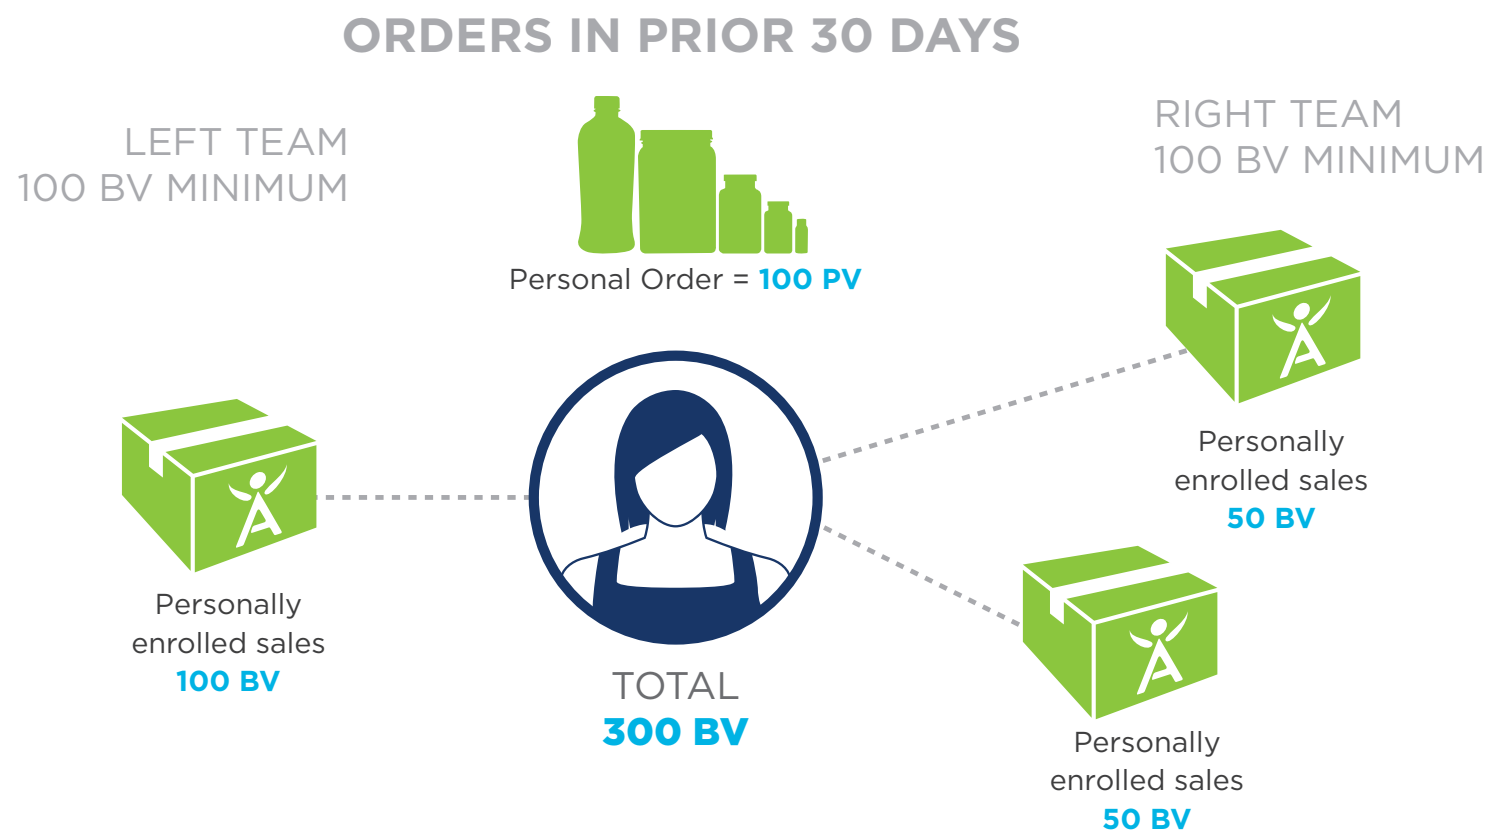 ORDERS IN PRIOR 30 DAYS
LEFT TEAM
100 BV MINIMUM
Personal Order = 100 PV
RIGHT TEAM
100 BV MINIMUM
Personally
enrolled sales
100 BV
TOTAL
300 BV
Personally
enrolled sales
50 BV
Personally
enrolled sales
50 BV